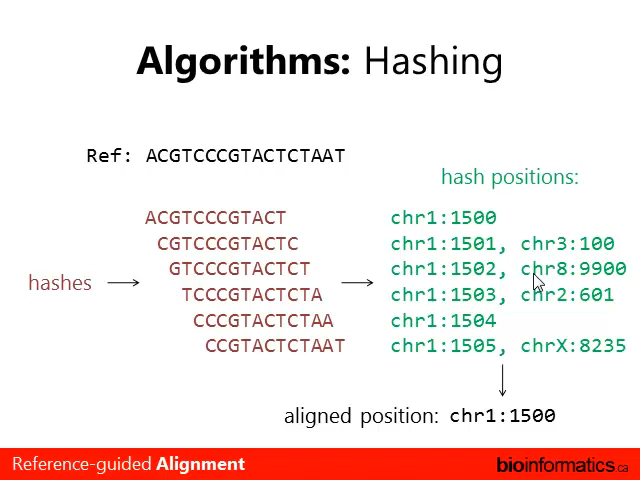 Algorithms: Hashing
Ref: ACGTCCCGTACTCTAAT
hash positions:
ACGTCCCGTACT chr1:1500
CGTCCCGTACTC chr1:1501, chr3:100
GTCCCGTACTCT chr1:1502, chr8:9900
hashes
TCCCGTACTCTA chr1:1503, chr2:601
CCCGTACTCTAA chr1:1504
CCGTACTCTAAT chr1:1505, chrX:8235
aligned position: chr1:1500
Reference-guided Alignment
bioinformatics.ca